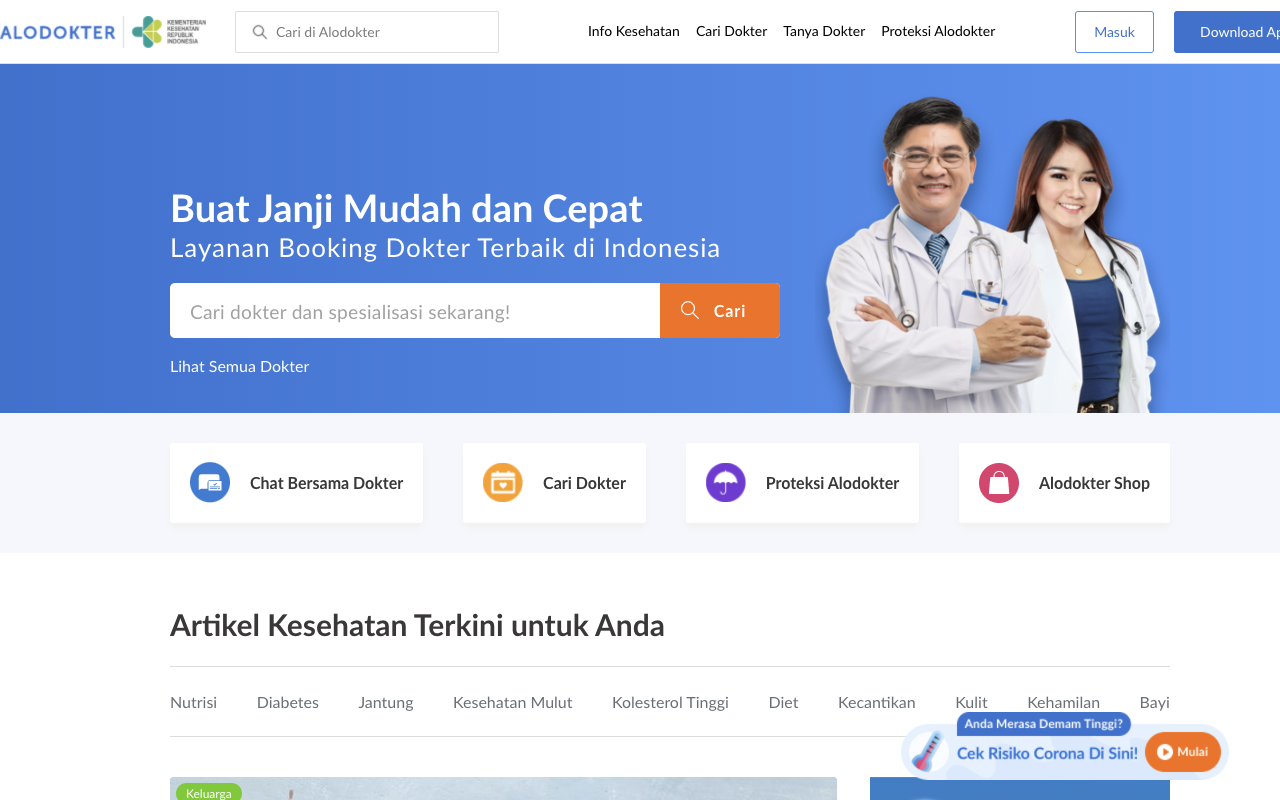 ALODOKTER
KEMENTERIAN
KESEHATAN
REPUBLIK
INDONESIA
Cari di Alodokter
Info Kesehatan
Cari Dokter
Tanya Dokter
Proteksi Alodokter
Masuk
Download Ap
Buat Janji Mudah dan Cepat
Layanan Booking Dokter Terbaik di Indonesia
Cari dokter dan spesialisasi sekarang!
Cari
Lihat Semua Dokter
Chat Bersama Dokter
Cari Dokter
Proteksi Alodokter
Alodokter Shop
Artikel Kesehatan Terkini untuk Anda
Nutrisi
Diabetes
Jantung
Kesehatan Mulut
Kolesterol Tinggi
Diet
Kecantikan
Kulit
Kehamilan
Bayi
Anda Merasa Demam Tinggi?
Cek Risiko Corona Di Sini!
Mulai
Keluarga